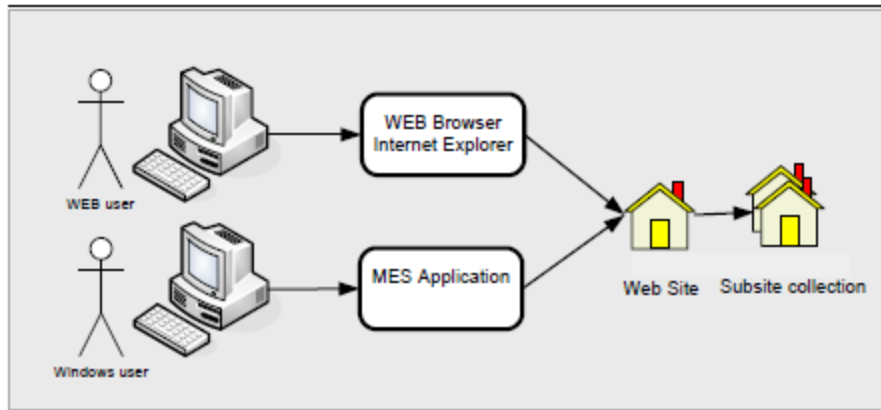 WEB Browser
Internet Explorer
WEB user
MES Application
Web Site
Subsite collection
Windows user